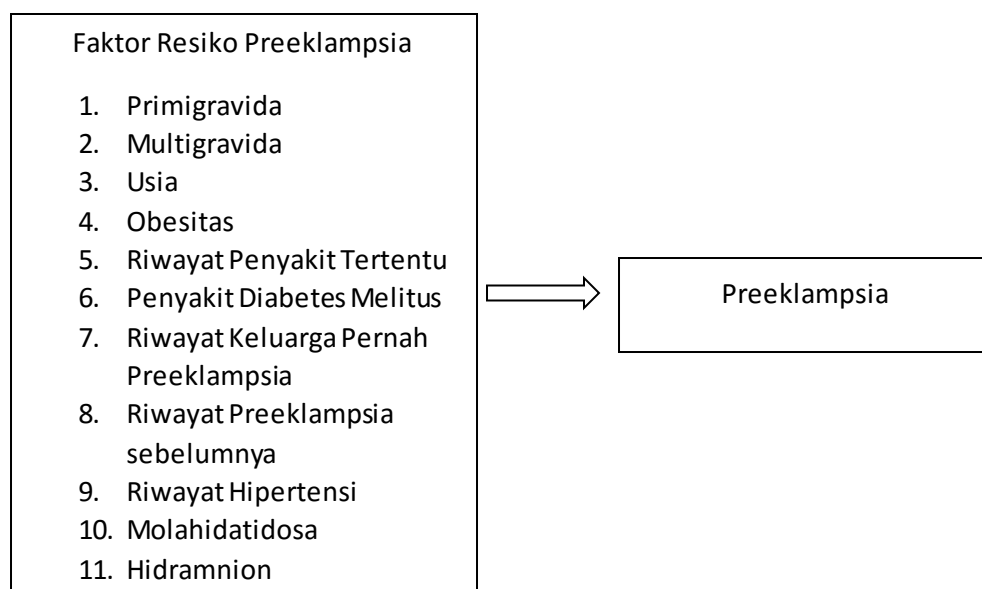 Faktor Resiko Preeklampsia
1. Primigravida
2. Multigravida
3. Usia
4. Obesitas
5. Riwayat Penyakit Tertentu
6. Penyakit Diabetes Melitus
7. Riwayat Keluarga Pernah
Preeklampsia
8. Riwayat Preeklampsia
sebelumnya
9. Riwayat Hipertensi
10. Molahidatidosa
11. Hidramnion
Preeklampsia